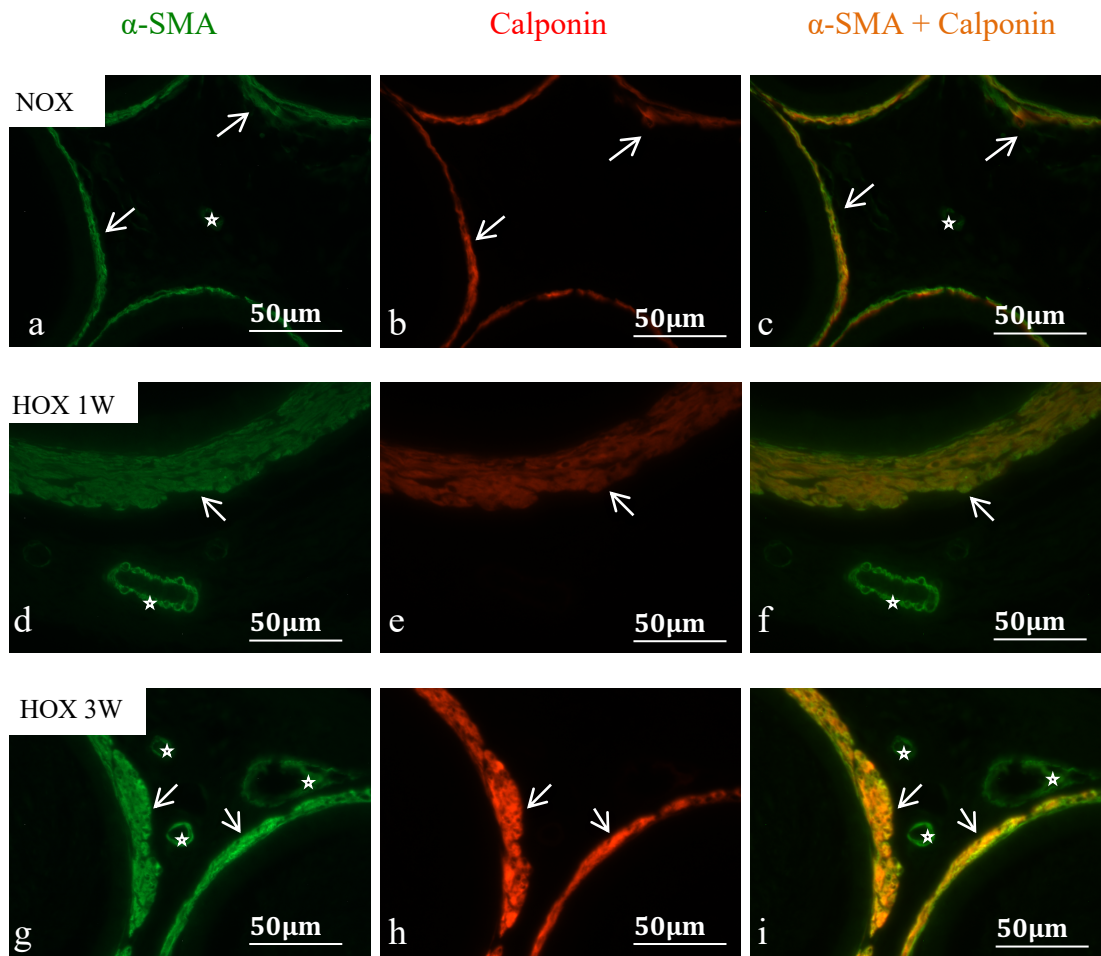 α-SMA
Calponin
α-SMA + Calponin
NOX
a
50μm
b
50μm
c
50μm
HOX 1W
d
50μm
e
50μm
f
50μm
HOX 3W
g
50μm
h
50μm
i
50μm